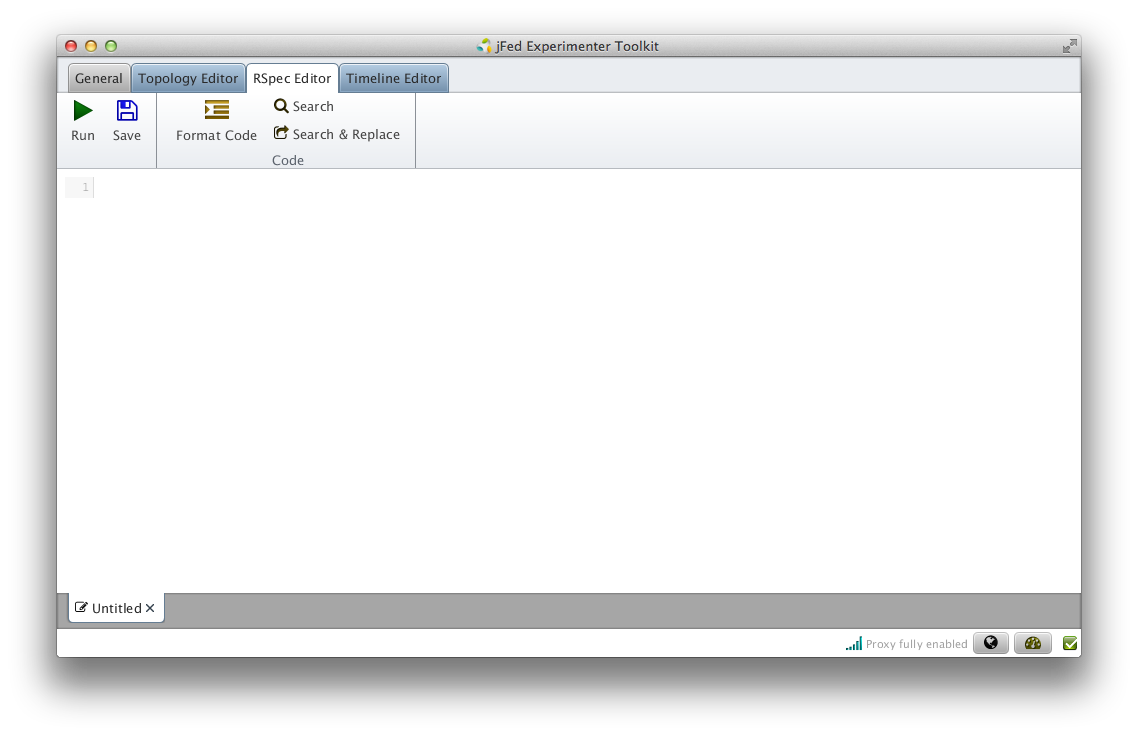 jFed Experimenter Toolkit
General Topology Editor RSpec Editor Timeline Editor
Search
Run Save Format Code Search & Replace
Code
1
Untitled
Proxy fully enabled